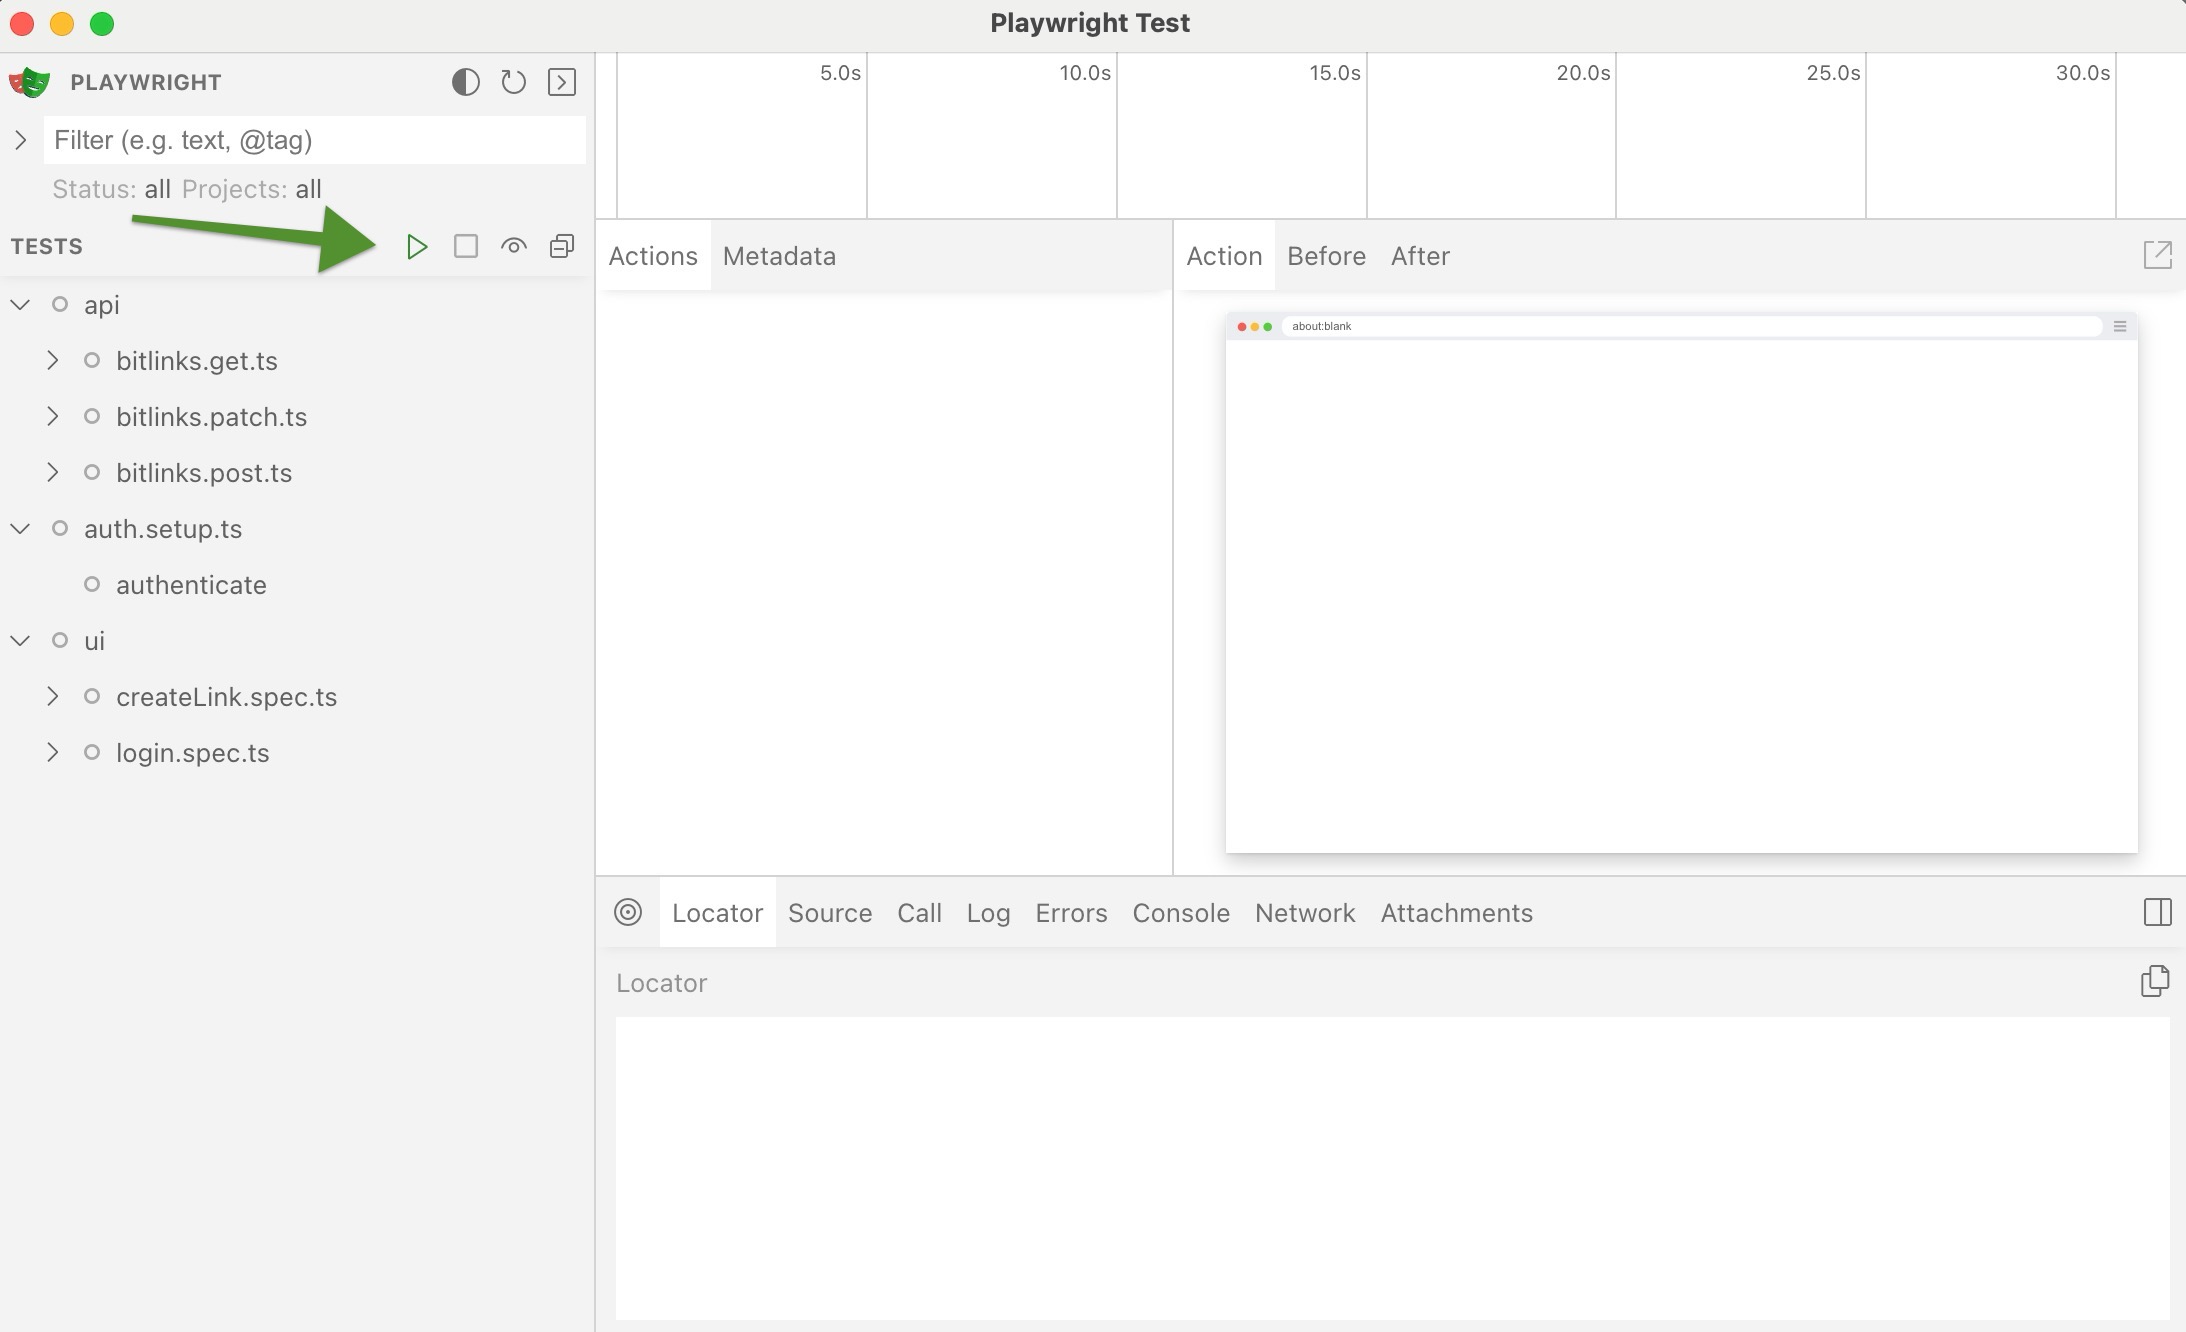 Playwright Test
PLAYWRIGHT
Filter (e.g. text, @tag)
Status: all Projects: all
TESTS
api
bitlinks.get.ts
bitlinks.patch.ts
bitlinks.post.ts
auth.setup.ts
authenticate
ui
createLink.spec.ts
login.spec.ts
5.0s 10.0s 15.0s 20.0s 25.0s 30.0s
Actions Metadata
Action Before After
about:blank
Locator Source Call Log Errors Console Network Attachments
Locator